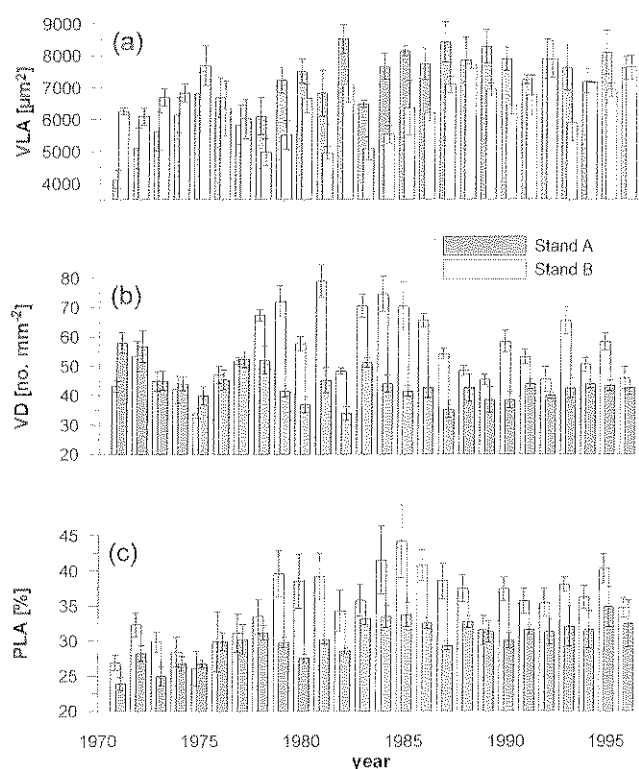 (a)
VLA [µm²]
9000
8000
7000
6000
5000
4000
Stand A
Stand B
(b)
VD [no. mm⁻²]
80
70
60
50
40
30
20
(c)
PLA [%]
45
40
35
30
25
20
1970 1975 1980 1985 1990 1995
year